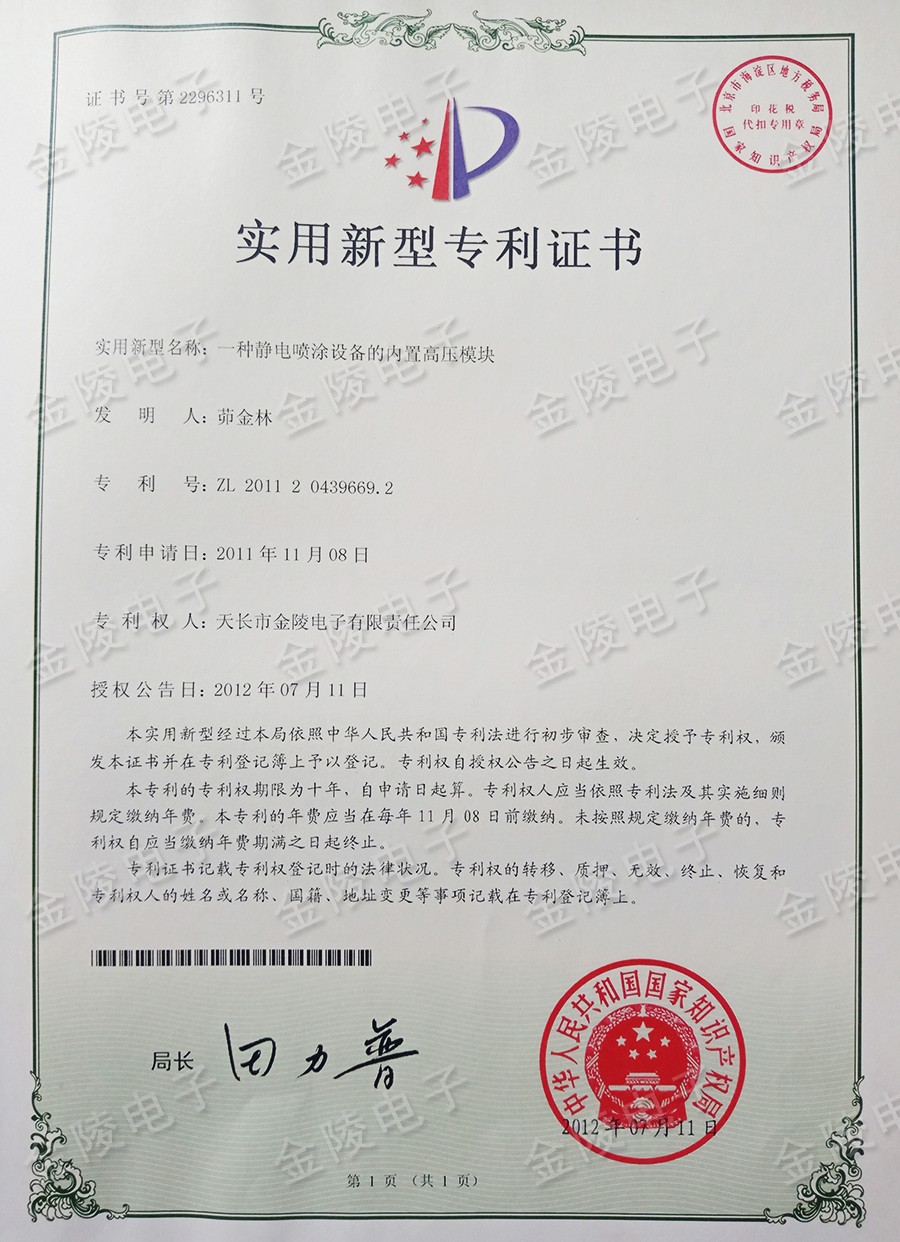 证书号第2296311号
北京市海淀区地方税务局
印花税
代扣专用章
国家知识产权局
实用新型专利证书
实用新型名称：一种静电喷涂设备的内置高压模块
发明人：茆金林
专利号：ZL 2011 2 0439669.2
专利申请日：2011年11月08日
专利权人：天长市金陵电子有限责任公司
授权公告日：2012年07月11日
本实用新型经过本局依照中华人民共和国专利法进行初步审查，决定授予专利权，颁
发本证书并在专利登记簿上予以登记。专利权自授权公告之日起生效。
本专利的专利权期限为十年，自申请日起算。专利权人应当依照专利法及其实施细则
规定缴纳年费。本专利的年费应当在每年11月08日前缴纳。未按照规定缴纳年费的，专
利权自应当缴纳年费期满之日起终止。
专利证书记载专利权登记时的法律状况。专利权的转移、质押、无效、终止、恢复和
专利权人的姓名或名称、国籍、地址变更等事项记载在专利登记簿上。
局长 田力普
中华人民共和国国家知识产权局
2012年07月11日
第1页（共1页）
金陵电子